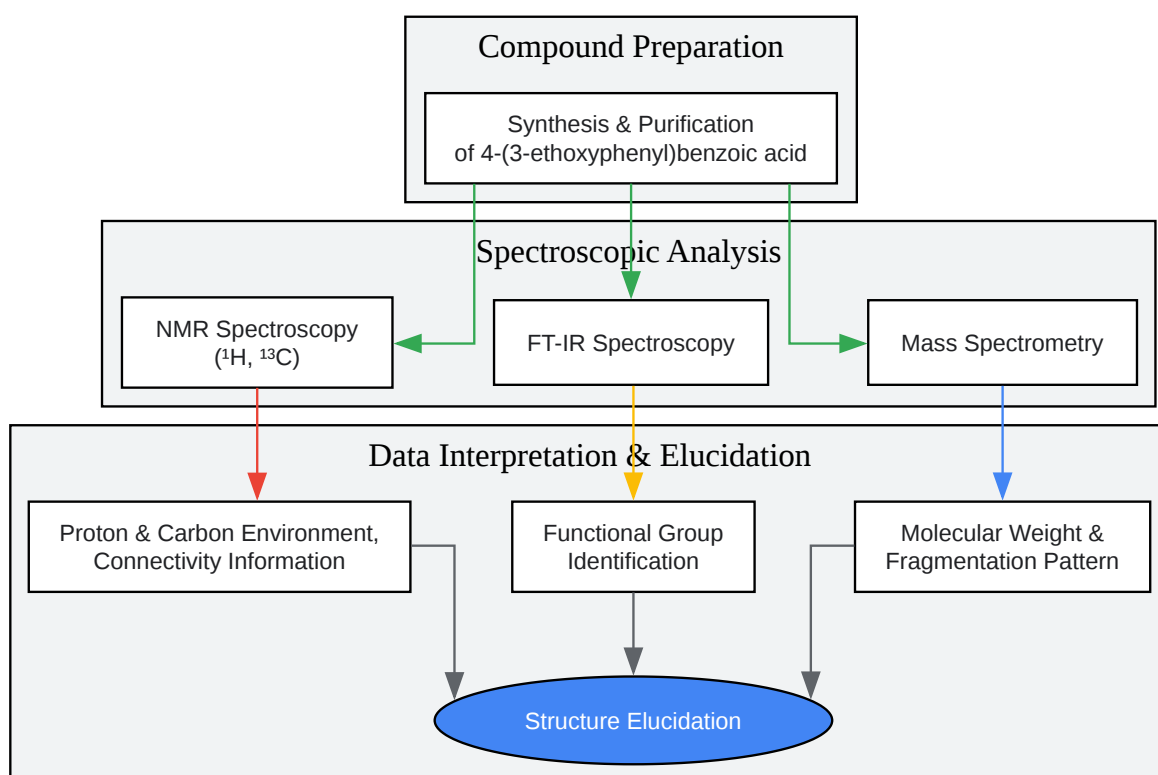 Compound Preparation
Synthesis & Purification
of 4-(3-ethoxyphenyl)benzoic acid
Spectroscopic Analysis
NMR Spectroscopy
(¹H, ¹³C)
FT-IR Spectroscopy
Mass Spectrometry
Data Interpretation & Elucidation
Proton & Carbon Environment,
Connectivity Information
Functional Group
Identification
Molecular Weight &
Fragmentation Pattern
Structure Elucidation